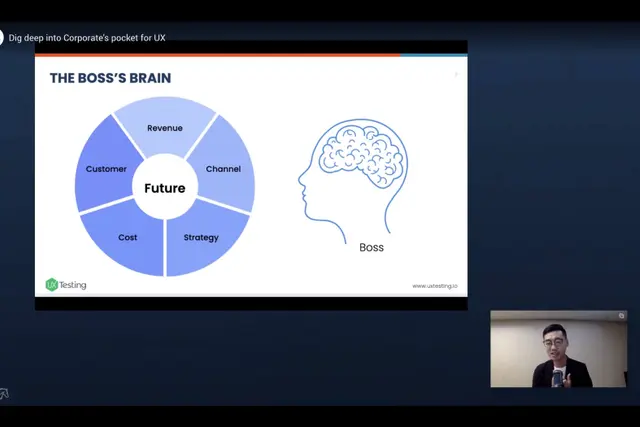 Dig deep into Corporate's pocket for UX
THE BOSS'S BRAIN
Revenue
Customer
Channel
Future
Cost
Strategy
Boss
UX Testing
www.uxtesting.io